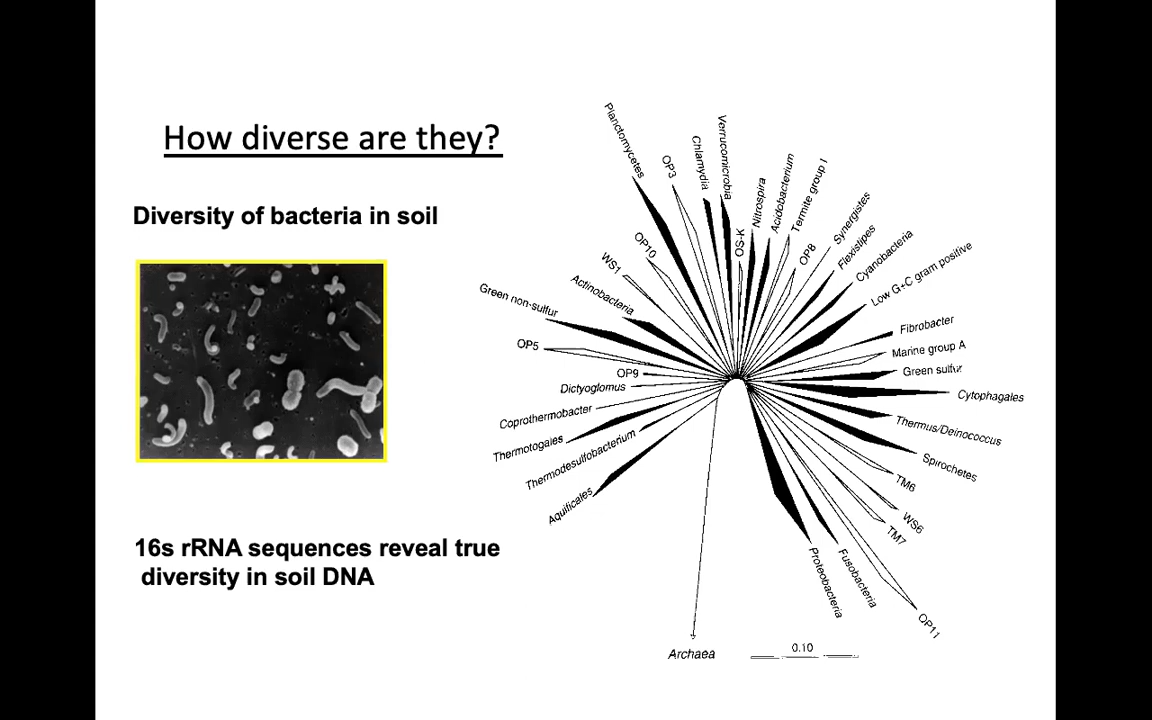 How diverse are they?
Diversity of bacteria in soil
16s rRNA sequences reveal true
diversity in soil DNA
Planctomycetes
OP3
Chlamydia
Verrucomicrobia
OS-K
Nitrospira
Acidobacterium
Termite group I
OP8
Synergistes
Flexistipes
Cyanobacteria
Low G+C gram positive
Fibrobacter
Marine group A
Green sulfur
Cytophagales
Thermus/Deinococcus
Spirochetes
TM6
WS6
TM7
OP11
Fusobacteria
Proteobacteria
Archaea
0.10
Aquificales
Thermodesulfobacterium
Thermotogales
Coprothermobacter
Dictyoglomus
OP9
OP5
Green non-sulfur
Actinobacteria
WS1
OP10